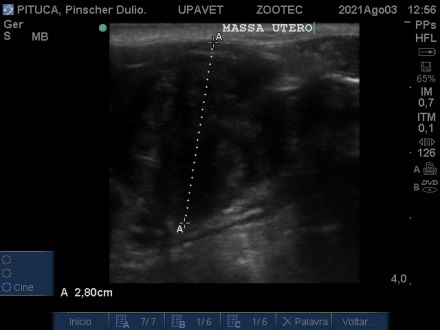 PITUCA, Pinscher Dulio. UPAVET ZOOTEC 2021Ago03 12:56
Ger
S MB
MASSA UTERO
A
A
PPs
HFL
65%
IM
0,7
ITM
0,1
126
A
B DVD
4,0
Cine
A 2,80cm
Início A 7/7 B 1/6 C 1/6 Palavra Voltar...